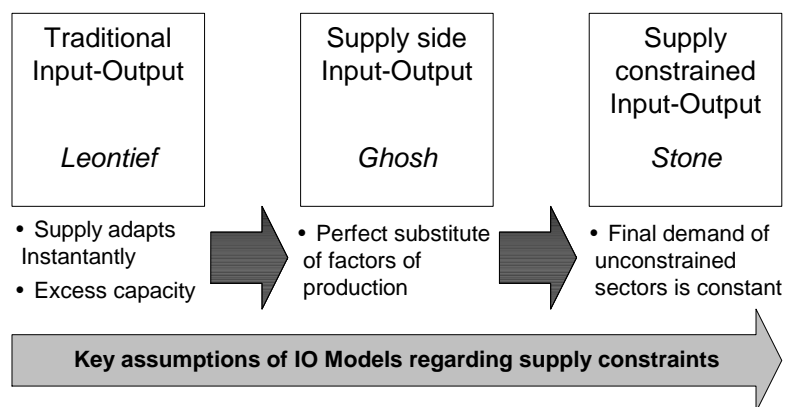 Traditional
Input-Output
Leontief
Supply side
Input-Output
Ghosh
Supply
constrained
Input-Output
Stone
• Supply adapts
Instantly
• Excess capacity
• Perfect substitute
of factors of
production
• Final demand of
unconstrained
sectors is constant
Key assumptions of IO Models regarding supply constraints